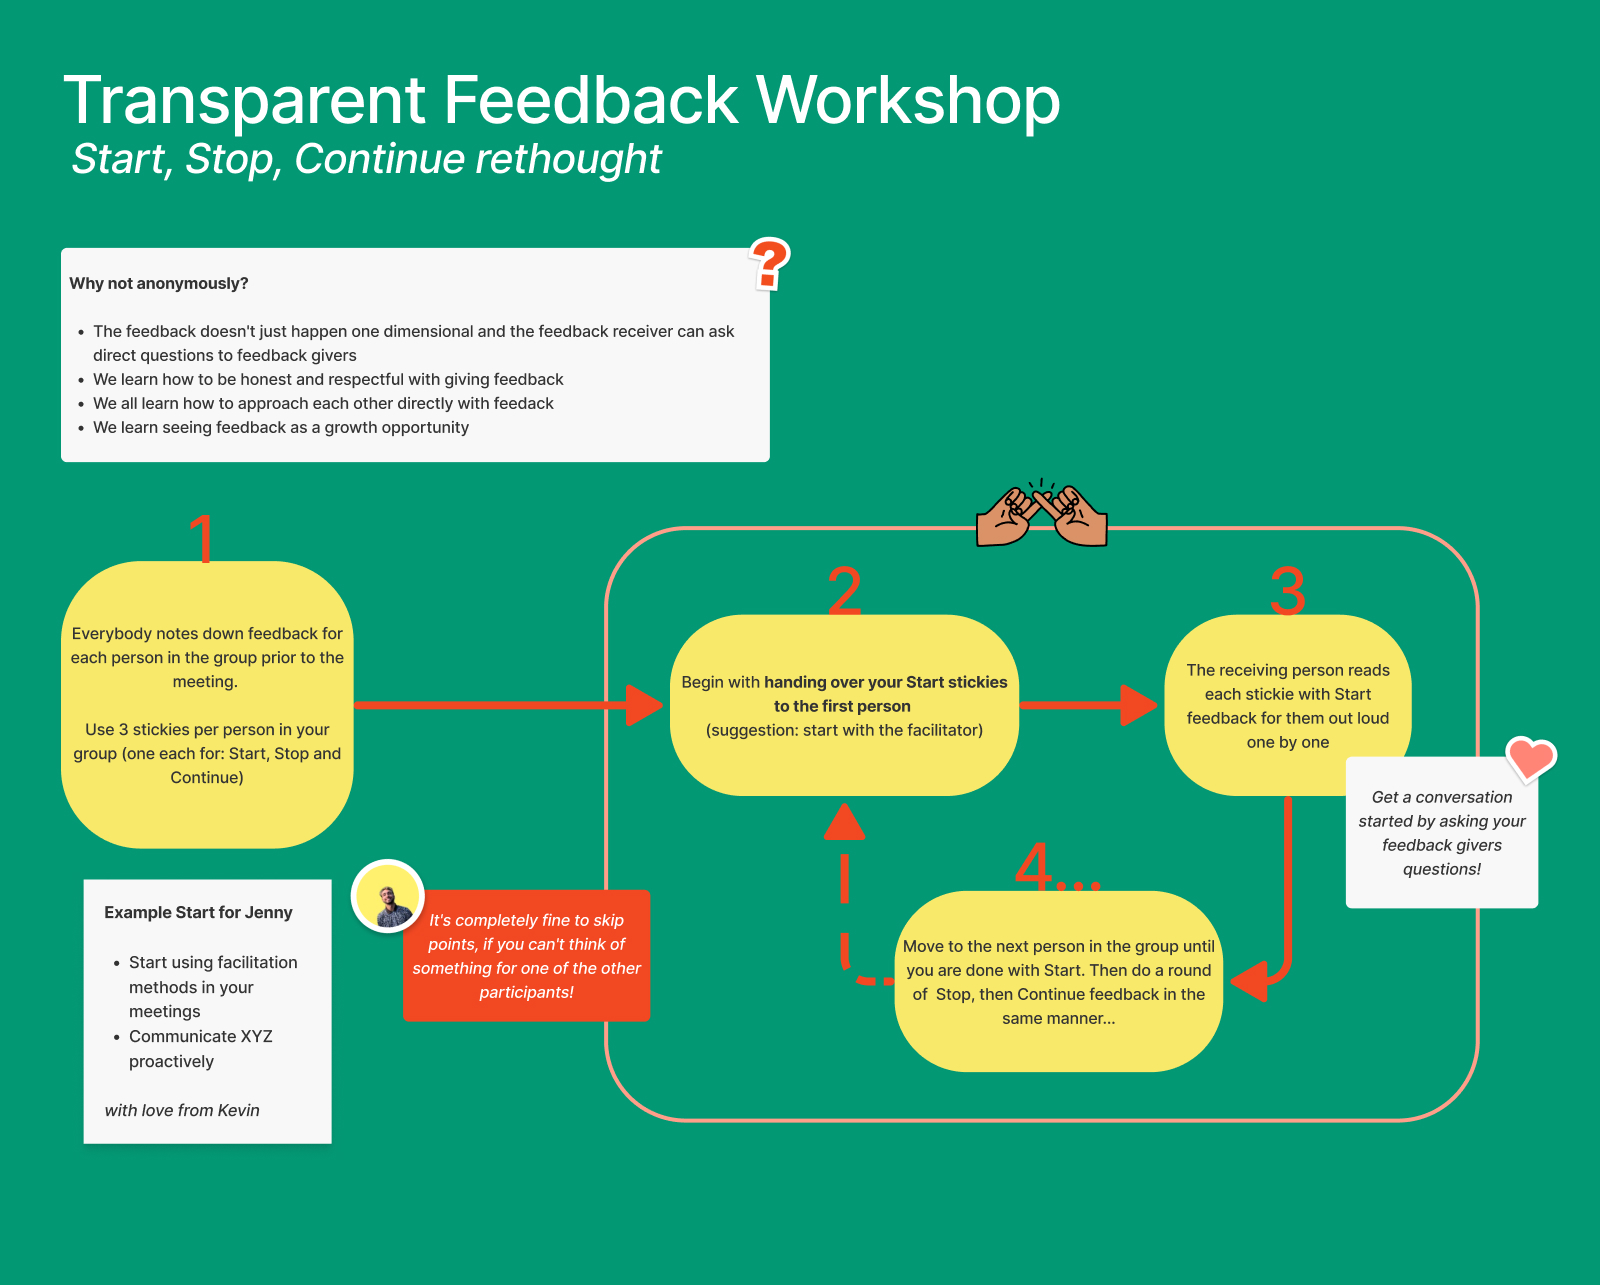 Transparent Feedback Workshop
Start, Stop, Continue rethought
?
Why not anonymously?
• The feedback doesn't just happen one dimensional and the feedback receiver can ask
direct questions to feedback givers
• We learn how to be honest and respectful with giving feedback
• We all learn how to approach each other directly with feedack
• We learn seeing feedback as a growth opportunity
1
Everybody notes down feedback for
each person in the group prior to the
meeting.
Use 3 stickies per person in your
group (one each for: Start, Stop and
Continue)
2
Begin with handing over your Start stickies
to the first person
(suggestion: start with the facilitator)
3
The receiving person reads
each stickie with Start
feedback for them out loud
one by one
Get a conversation
started by asking your
feedback givers
questions!
4...
Move to the next person in the group until
you are done with Start. Then do a round
of  Stop, then Continue feedback in the
same manner...
It's completely fine to skip
points, if you can't think of
something for one of the other
participants!
Example Start for Jenny
• Start using facilitation
methods in your
meetings
• Communicate XYZ
proactively
with love from Kevin